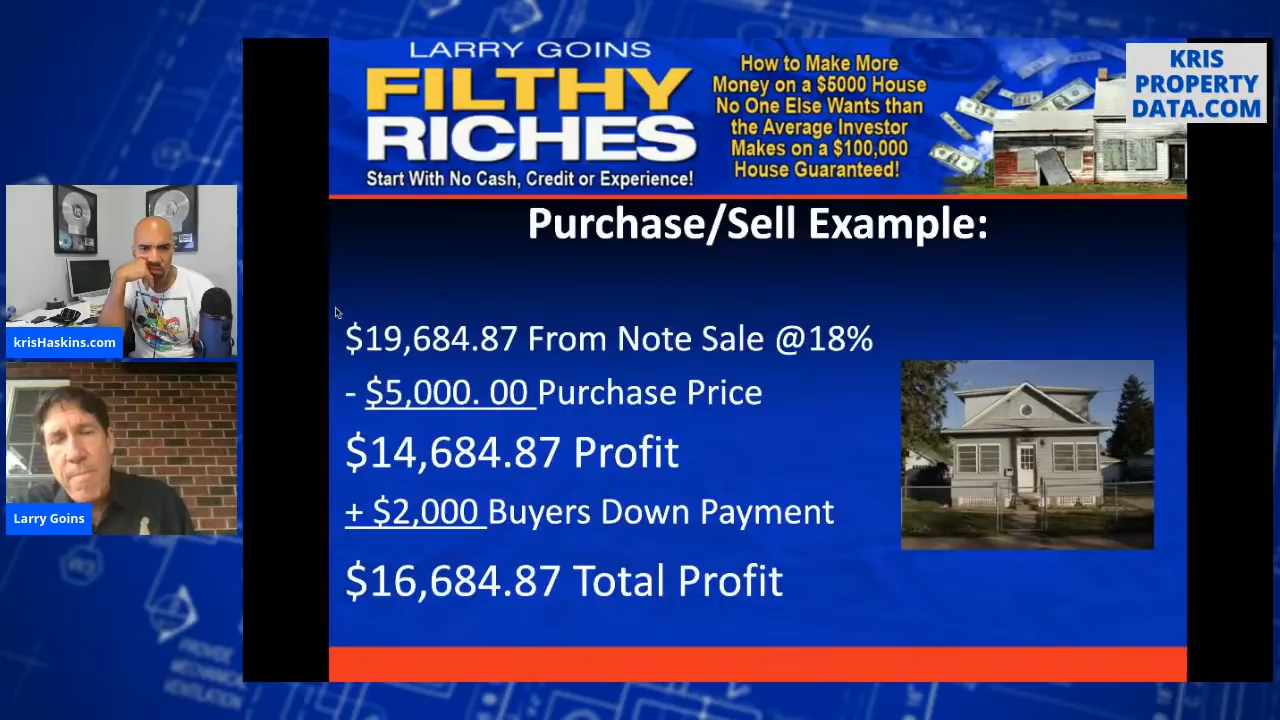 LARRY GOINS
FILTHY
RICHES
Start With No Cash, Credit or Experience!
How to Make More
Money on a $5000 House
No One Else Wants than
the Average Investor
Makes on a $100,000
House Guaranteed!
KRIS
PROPERTY
DATA.COM
Purchase/Sell Example:
$19,684.87 From Note Sale @18%
- $5,000. 00 Purchase Price
$14,684.87 Profit
+ $2,000 Buyers Down Payment
$16,684.87 Total Profit
krisHaskins.com
Larry Goins
PROVIDE
MECHANICAL
VENTILATION